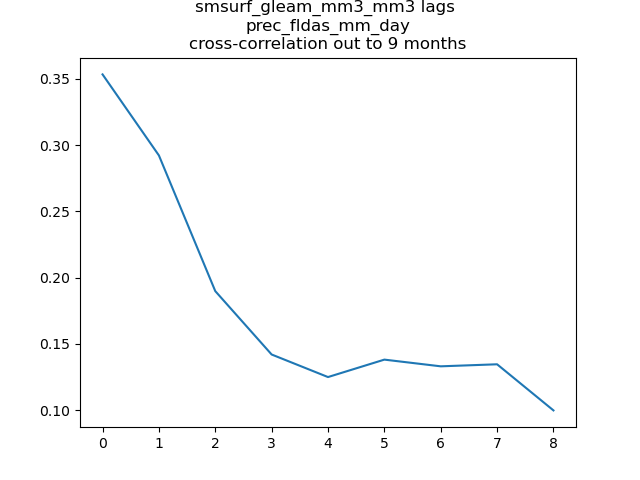 smsurf_gleam_mm3_mm3 lags
prec_fldas_mm_day
cross-correlation out to 9 months
0.35
0.30
0.25
0.20
0.15
0.10
0 1 2 3 4 5 6 7 8